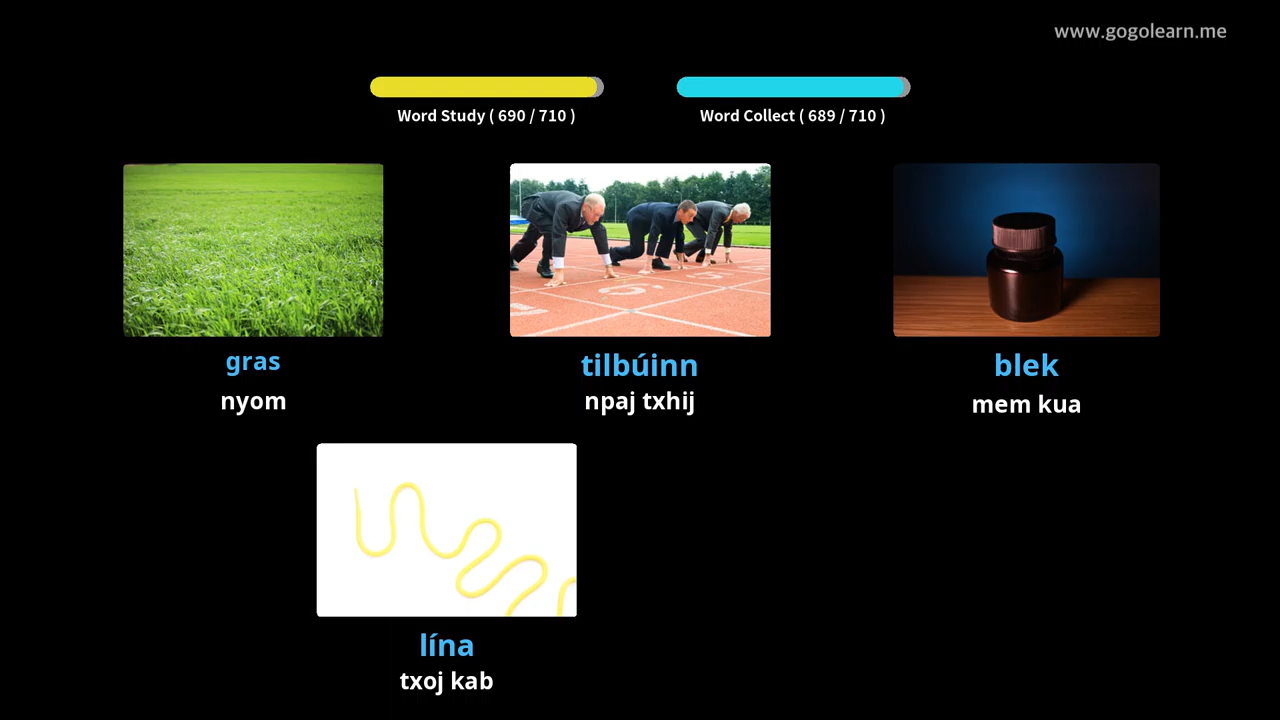 www.gogolearn.me
Word Study ( 690 / 710 )
Word Collect ( 689 / 710 )
gras
nyom
tilbúinn
npaj txhij
blek
mem kua
lína
txoj kab